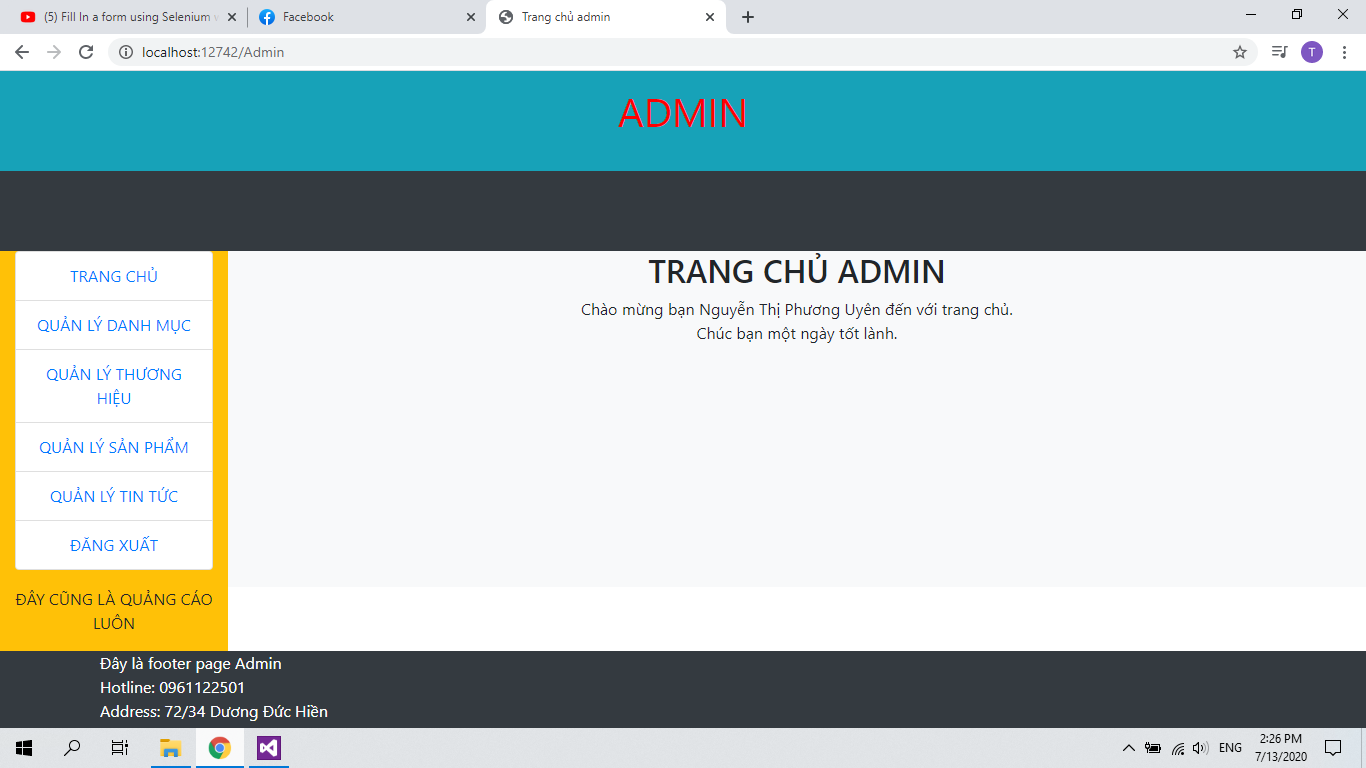 (5) Fill In a form using Selenium
Facebook
Trang chủ admin
localhost:12742/Admin
T
ADMIN
TRANG CHỦ
QUẢN LÝ DANH MỤC
QUẢN LÝ THƯƠNG
HIỆU
QUẢN LÝ SẢN PHẨM
QUẢN LÝ TIN TỨC
ĐĂNG XUẤT
ĐÂY CŨNG LÀ QUẢNG CÁO
LUÔN
TRANG CHỦ ADMIN
Chào mừng bạn Nguyễn Thị Phương Uyên đến với trang chủ.
Chúc bạn một ngày tốt lành.
Đây là footer page Admin
Hotline: 0961122501
Address: 72/34 Dương Đức Hiền
ENG
2:26 PM
7/13/2020